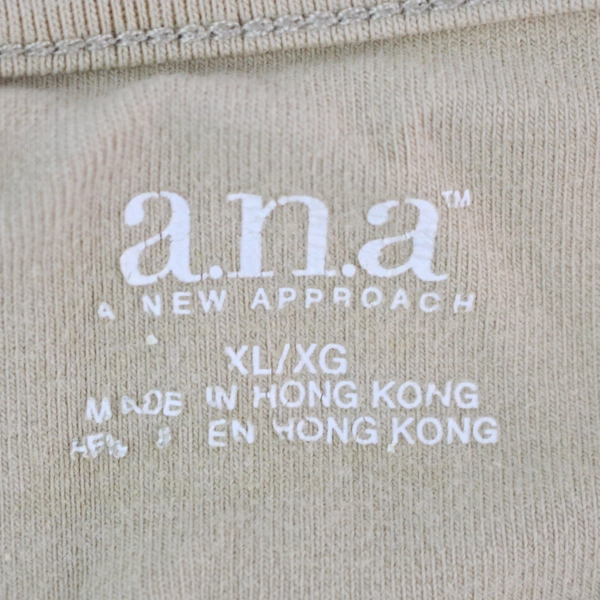 a.n.a™
A NEW APPROACH
XL/XG
MADE IN HONG KONG
EN HONG KONG